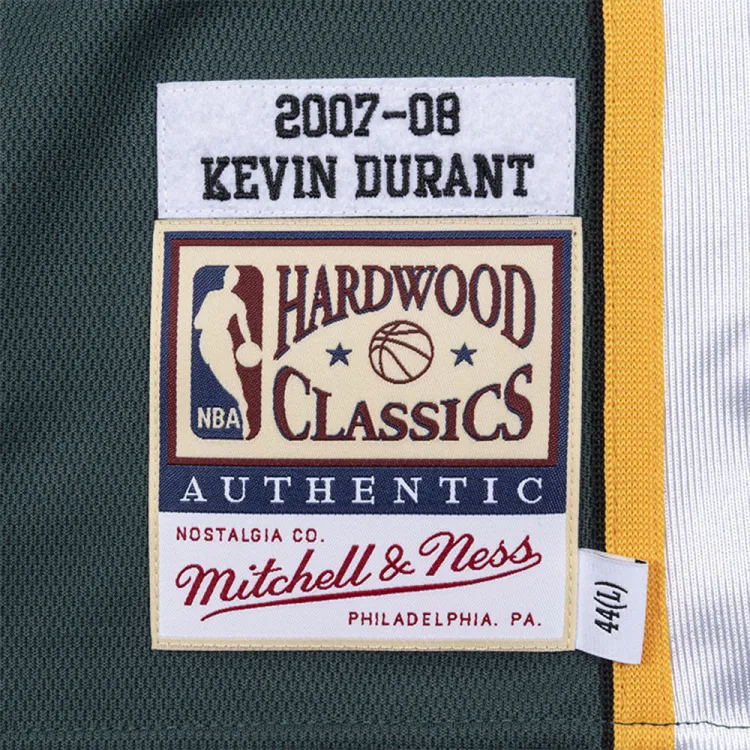 2007-08
KEVIN DURANT
HARDWOOD
CLASSICS
NBA
AUTHENTIC
NOSTALGIA CO.
Mitchell & Ness
PHILADELPHIA. PA.
44(L)